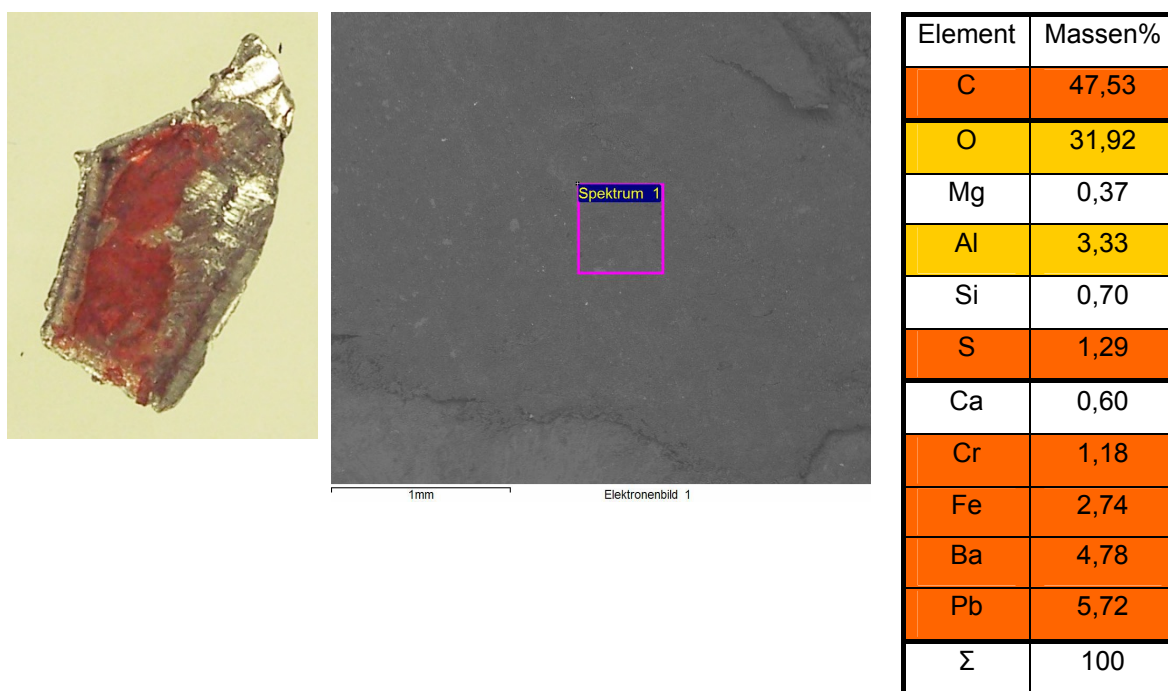 Spektrum 1
1mm
Elektronenbild 1
Element Massen%
C 47,53
O 31,92
Mg 0,37
Al 3,33
Si 0,70
S 1,29
Ca 0,60
Cr 1,18
Fe 2,74
Ba 4,78
Pb 5,72
Σ 100